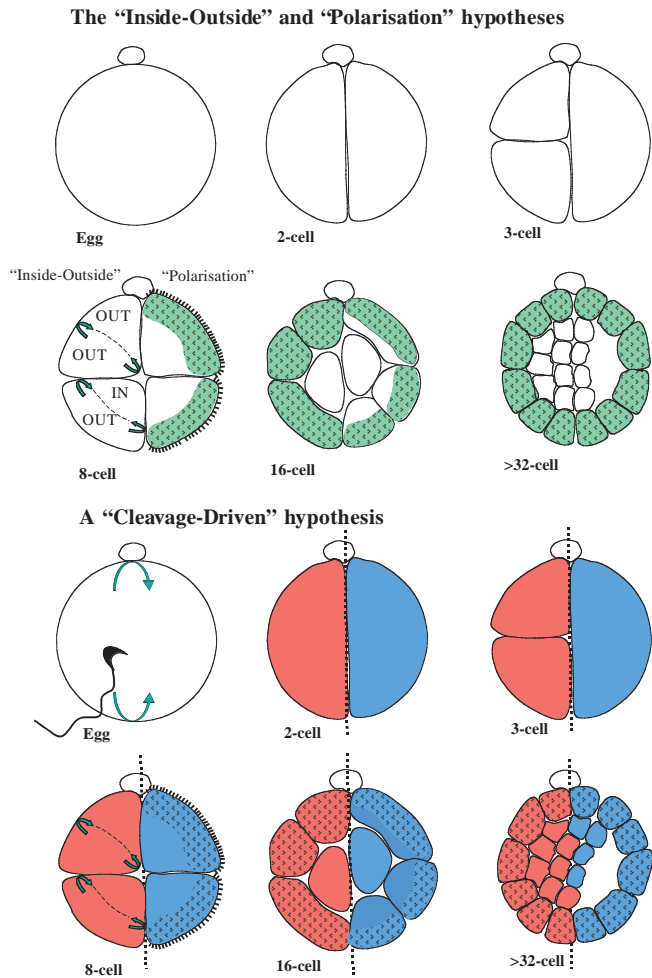 The “Inside-Outside” and “Polarisation” hypotheses
Egg
2-cell
3-cell
“Inside-Outside”
“Polarisation”
OUT
OUT
IN
OUT
8-cell
16-cell
>32-cell
A “Cleavage-Driven” hypothesis
Egg
2-cell
3-cell
8-cell
16-cell
>32-cell